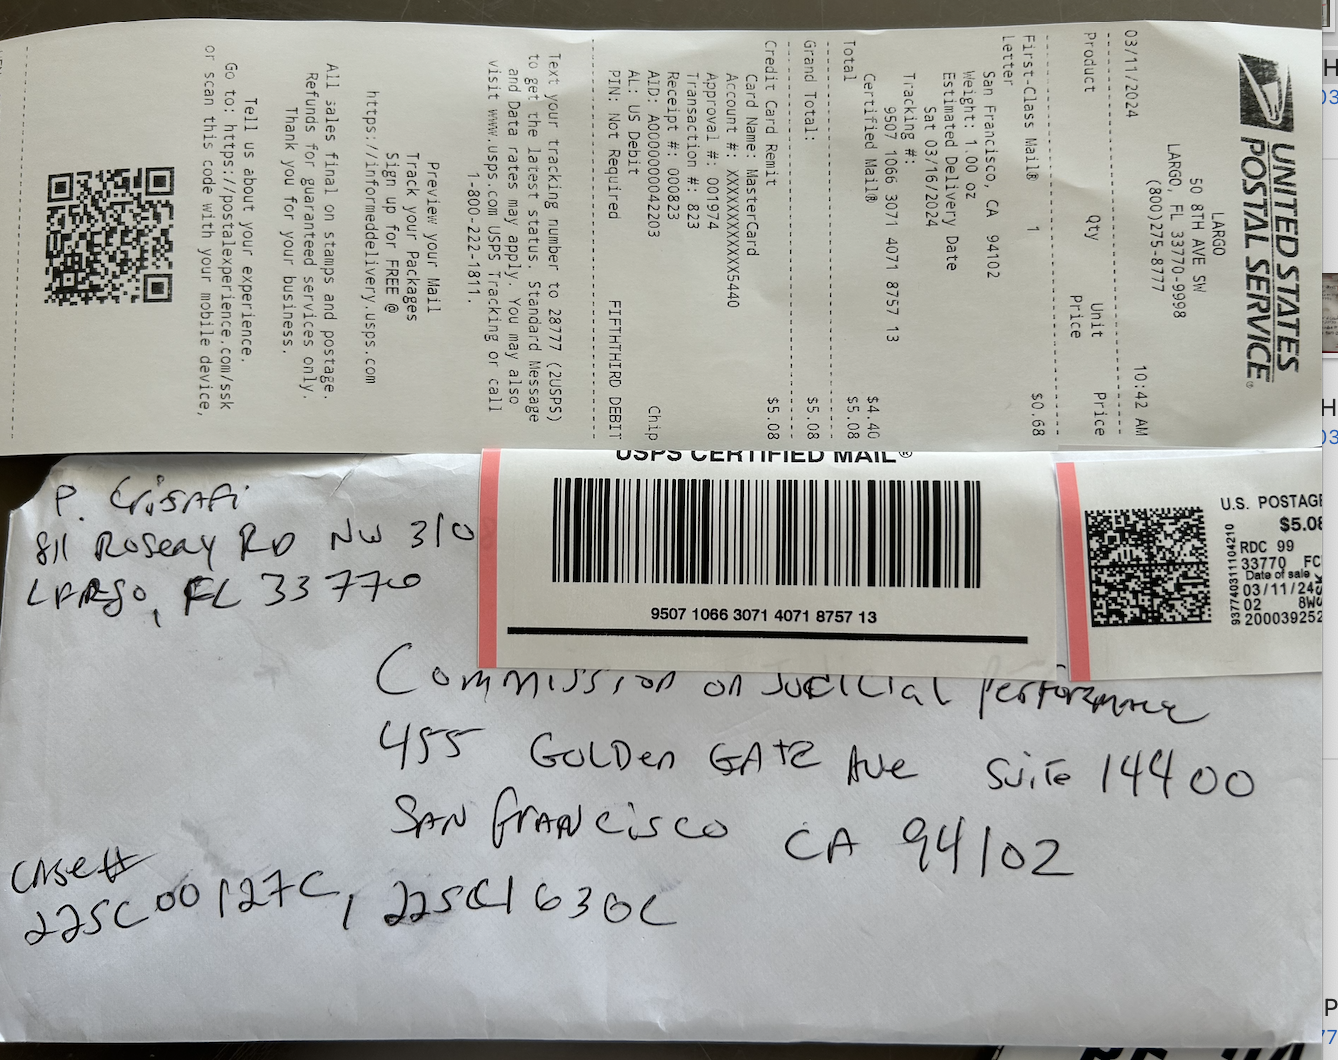 UNITED STATES
POSTAL SERVICE®
LARGO
50 8TH AVE SW
LARGO, FL 33770-9998
(800)275-8777
03/11/2024 10:42 AM
Product Qty Unit Price
Price
First-Class Mail® 1 $0.68
Letter
San Francisco, CA 94102
Weight: 1.00 oz
Estimated Delivery Date
Sat 03/16/2024
Tracking #:
9507 1066 3071 4071 8757 13
Certified Mail® $4.40
Total $5.08
Grand Total: $5.08
Credit Card Remit $5.08
Card Name: MasterCard
Account #: XXXXXXXXXXXX5440
Approval #: 001974
Transaction #: 823
Receipt #: 000823
AID: A0000000042203 Chip
AL: US Debit
PIN: Not Required FIFTHTHIRD DEBIT
Text your tracking number to 28777 (2USPS)
to get the latest status. Standard Message
and Data rates may apply. You may also
visit www.usps.com USPS Tracking or call
1-800-222-1811.
Preview your Mail
Track your Packages
Sign up for FREE @
https://informeddelivery.usps.com
All sales final on stamps and postage.
Refunds for guaranteed services only.
Thank you for your business.
Tell us about your experience.
Go to: https://postalexperience.com/ssk
or scan this code with your mobile device,
P. Crisafi
811 Rosery RD NW 310
LARgo, FL 33770
USPS CERTIFIED MAIL®
9507 1066 3071 4071 8757 13
U.S. POSTAGE
$5.08
RDC 99
33770 FC
Date of sale
03/11/24
02 8W
200039252
937740311104210
Commission on Judicial Performance
455 GOLDen GATE Ave Suite 14400
SAN FRANCISCO CA 94102
CASE#
22SC00127C, 22SC1630C